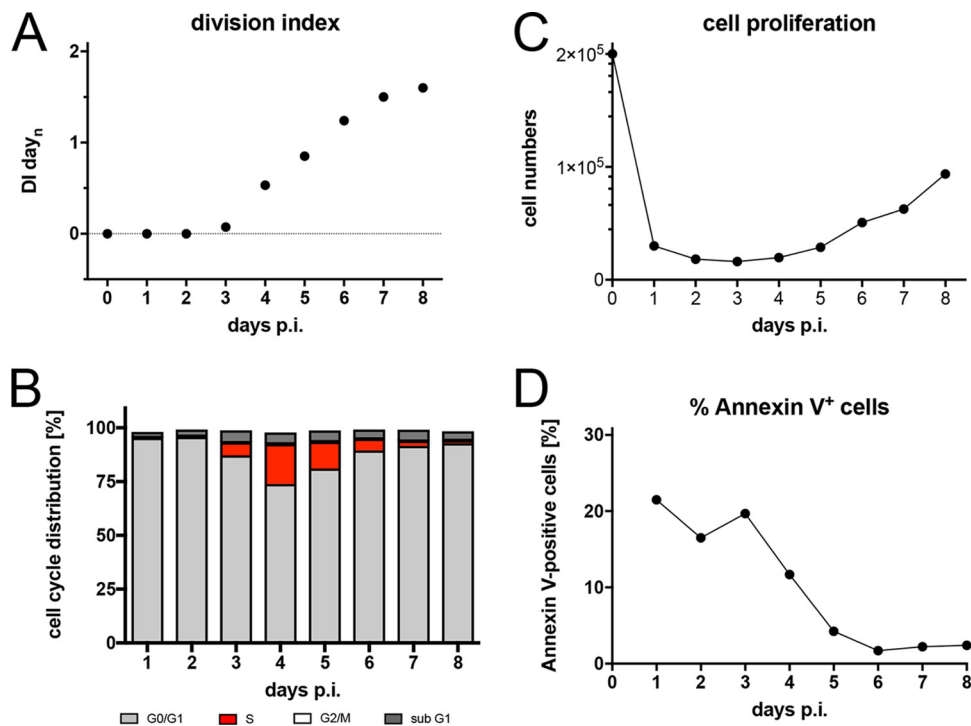 A
division index
2
1
0
DI dayₙ
0 1 2 3 4 5 6 7 8
days p.i.
B
100
75
50
25
0
cell cycle distribution [%]
1 2 3 4 5 6 7 8
days p.i.
G0/G1 S G2/M sub G1
C
cell proliferation
2×10⁵
1×10⁵
0
cell numbers
0 1 2 3 4 5 6 7 8
days p.i.
D
% Annexin V⁺ cells
30
20
10
0
Annexin V-positive cells [%]
0 1 2 3 4 5 6 7 8
days p.i.